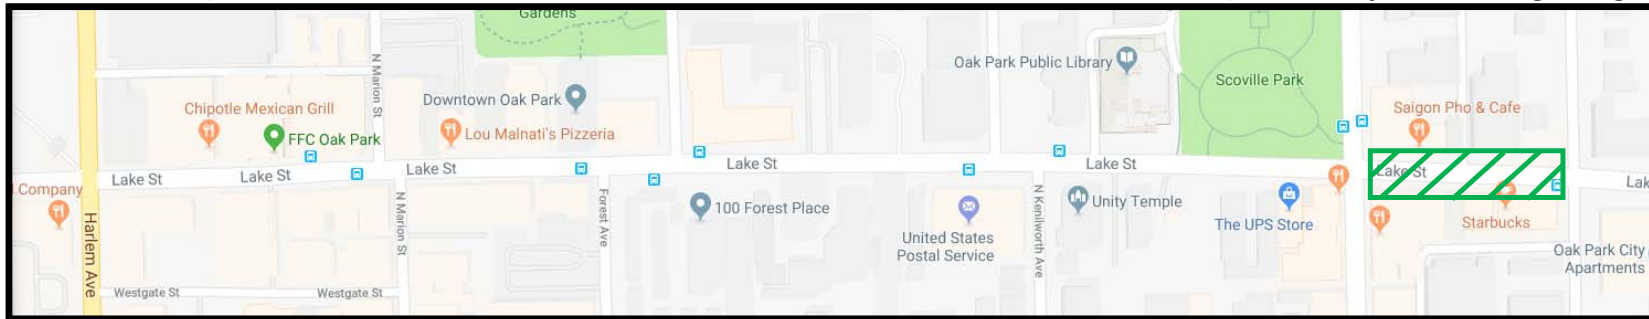 Gardens
N Marion St
Oak Park Public Library
Scoville Park
Chipotle Mexican Grill
Downtown Oak Park
Saigon Pho & Cafe
FFC Oak Park
Lou Malnati's Pizzeria
Lake St
Lake St
Lake St
Lake St
Lake St
Lake St
Lak
Company
Harlem Ave
N Marion St
Forest Ave
100 Forest Place
United States
Postal Service
N Kenilworth Ave
Unity Temple
The UPS Store
Starbucks
Oak Park City
Apartments
Westgate St
Westgate St